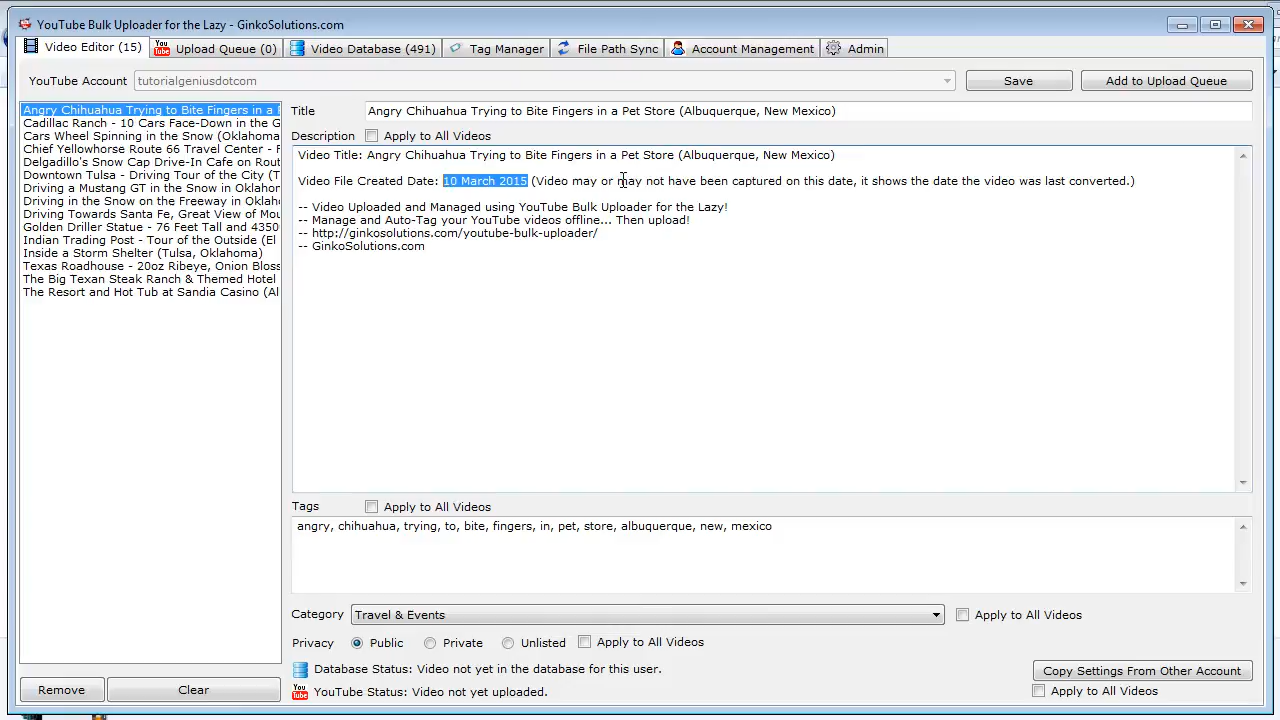 YouTube Bulk Uploader for the Lazy - GinkoSolutions.com
Video Editor (15)
Upload Queue (0)
Video Database (491)
Tag Manager
File Path Sync
Account Management
Admin
YouTube Account
tutorialgeniusdotcom
Save
Add to Upload Queue
Angry Chihuahua Trying to Bite Fingers in a P
Cadillac Ranch - 10 Cars Face-Down in the G
Cars Wheel Spinning in the Snow (Oklahoma
Chief Yellowhorse Route 66 Travel Center - F
Delgadillo's Snow Cap Drive-In Cafe on Rout
Downtown Tulsa - Driving Tour of the City (T
Driving a Mustang GT in the Snow in Oklahon
Driving on the Road in the Freezing in Oklaho
Driving Towards Santa Fe, Great View of Mou
Golden Driller Statue - 76 Feet Tall and 4350
Indian Trading Post - Tour of the Outside (El
Inside a Storm Shelter (Tulsa, Oklahoma)
Texas Roadhouse - 20oz Ribeye, Onion Bloss
The Big Texan Steak Ranch & Themed Hotel
The Resort and Hot Tub at Sandia Casino (Al
Title
Angry Chihuahua Trying to Bite Fingers in a Pet Store (Albuquerque, New Mexico)
Description
Apply to All Videos
Video Title: Angry Chihuahua Trying to Bite Fingers in a Pet Store (Albuquerque, New Mexico)
Video File Created Date: 10 March 2015 (Video may or may not have been captured on this date, it shows the date the video was last converted.)
-- Video Uploaded and Managed using YouTube Bulk Uploader for the Lazy!
-- Manage and Auto-Tag your YouTube videos offline... Then upload!
-- http://ginkosolutions.com/youtube-bulk-uploader/
-- GinkoSolutions.com
Tags
Apply to All Videos
angry, chihuahua, trying, to, bite, fingers, in, pet, store, albuquerque, new, mexico
Category
Travel & Events
Apply to All Videos
Privacy
Public
Private
Unlisted
Apply to All Videos
Database Status: Video not yet in the database for this user.
YouTube Status: Video not yet uploaded.
Copy Settings From Other Account
Apply to All Videos
Remove
Clear